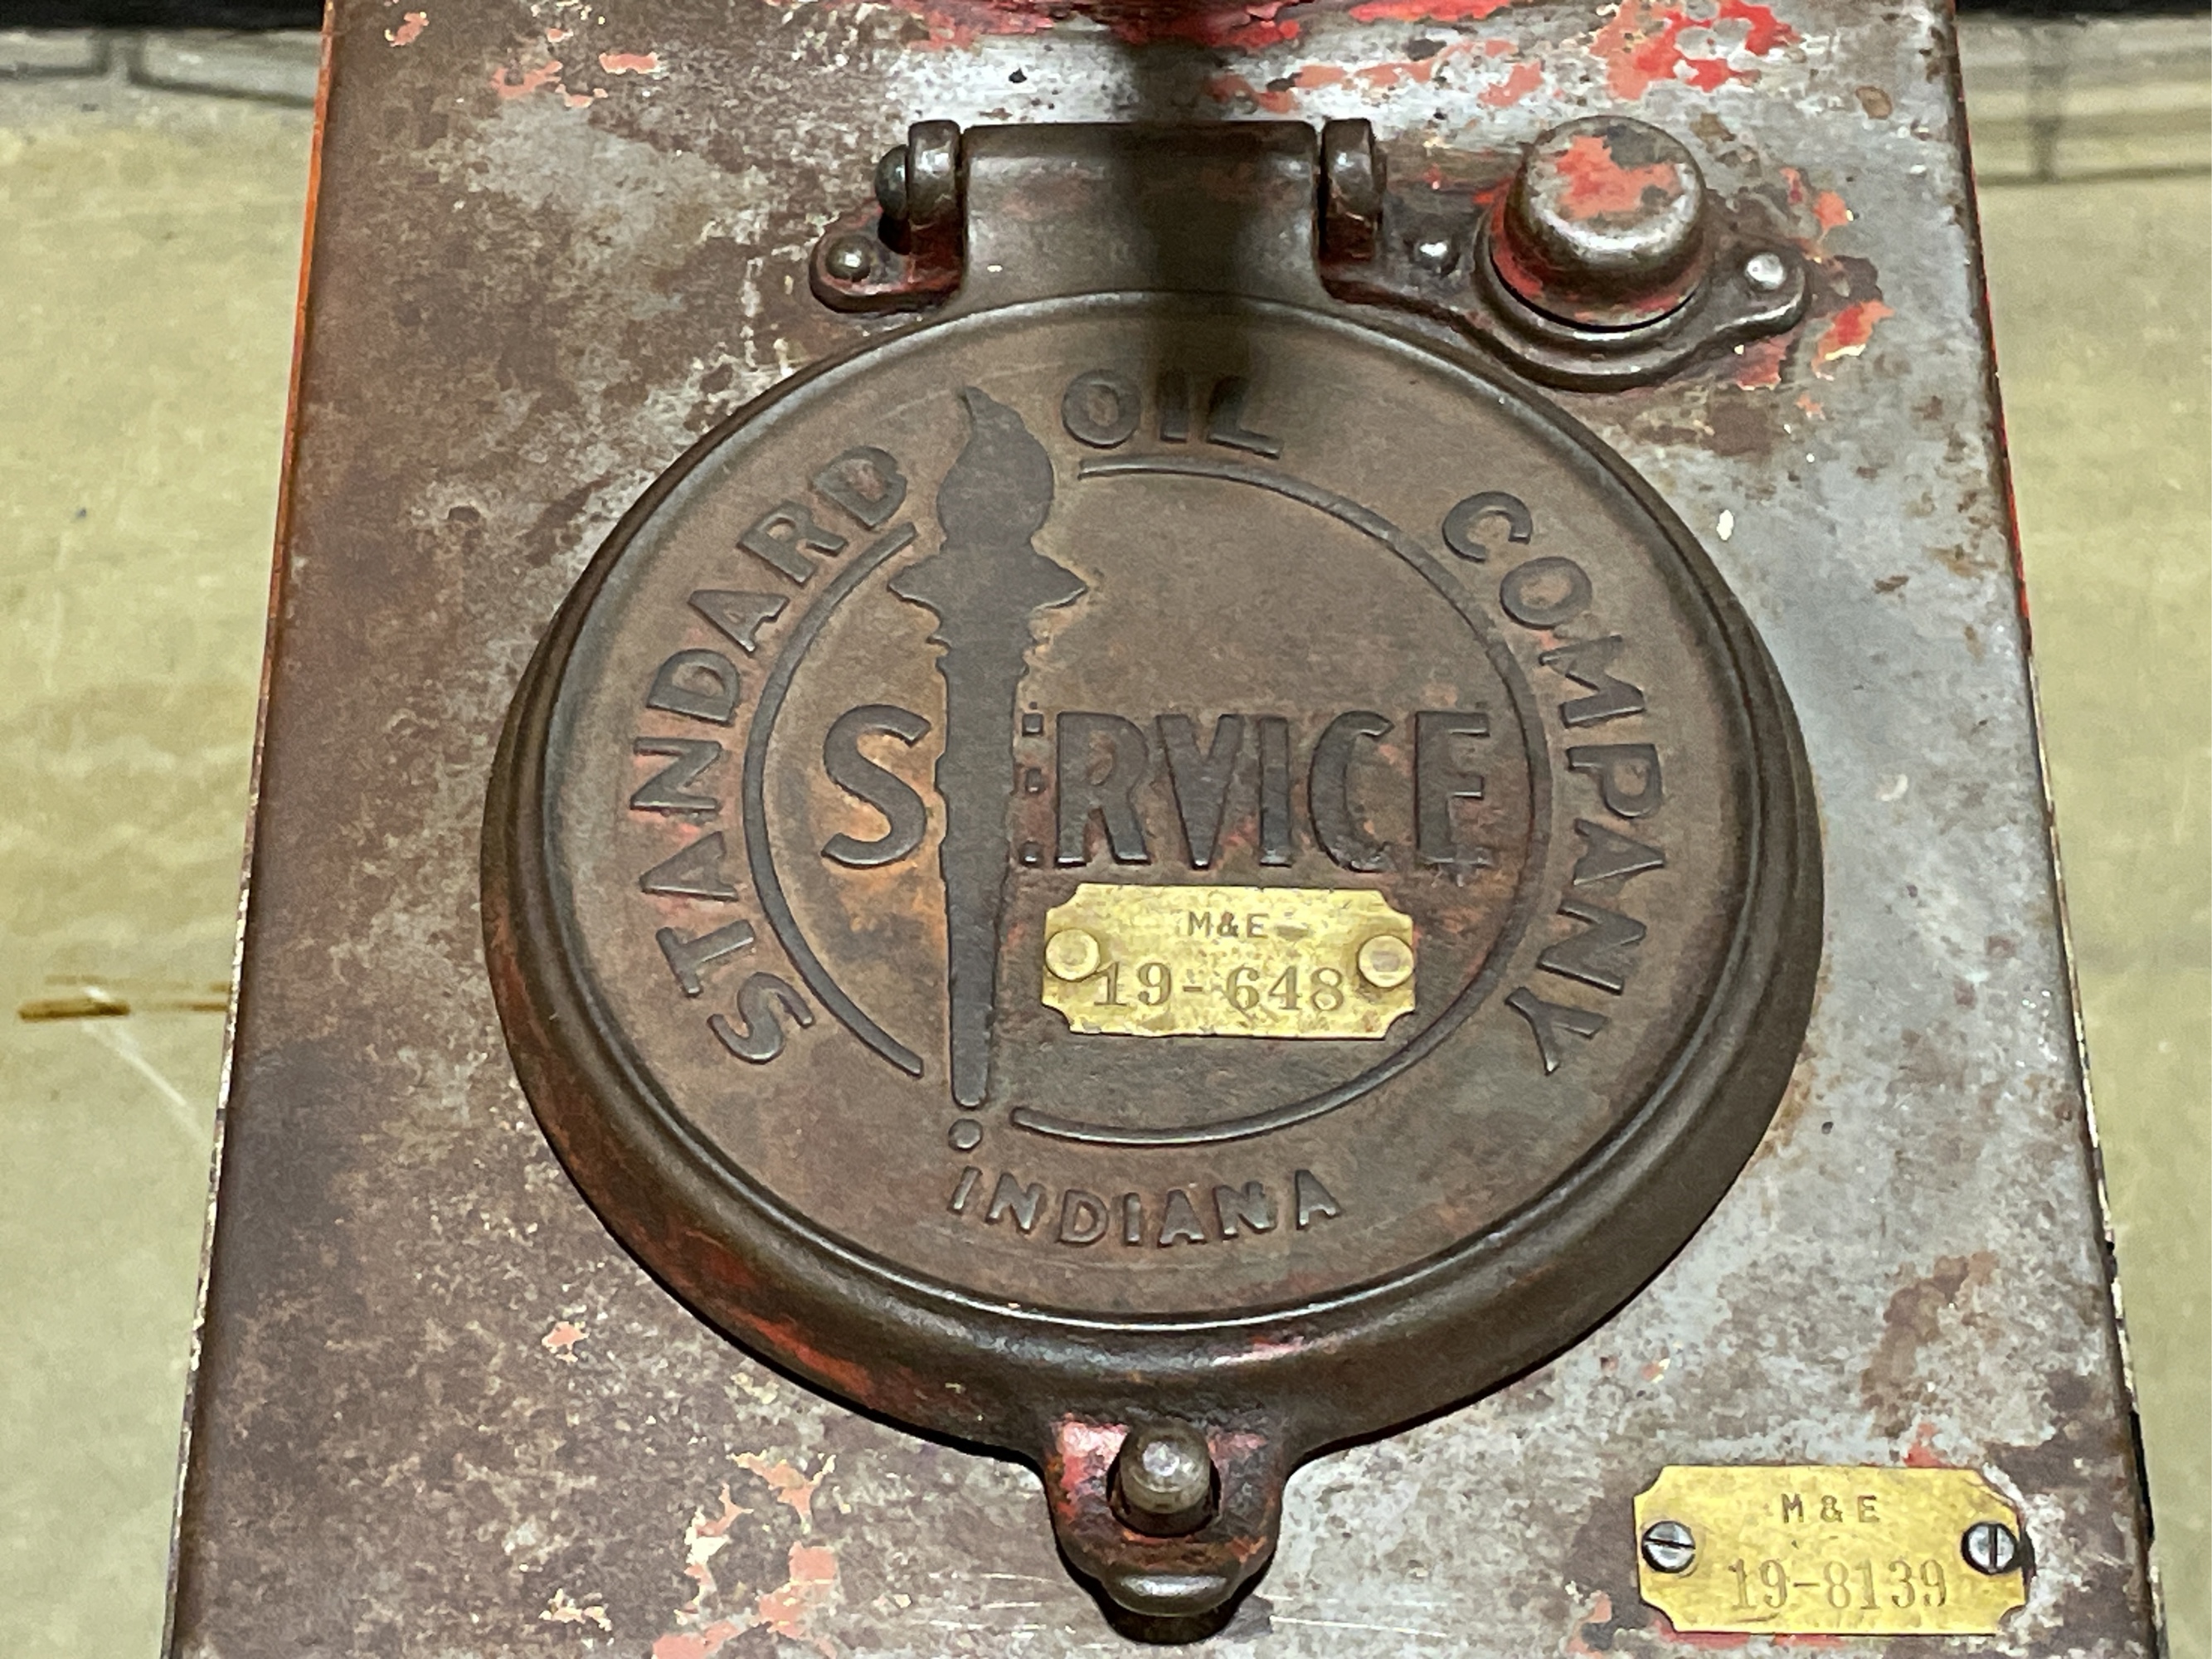 STANDARD OIL COMPANY
SERVICE
M&E
19-648
INDIANA
M & E
19-8139